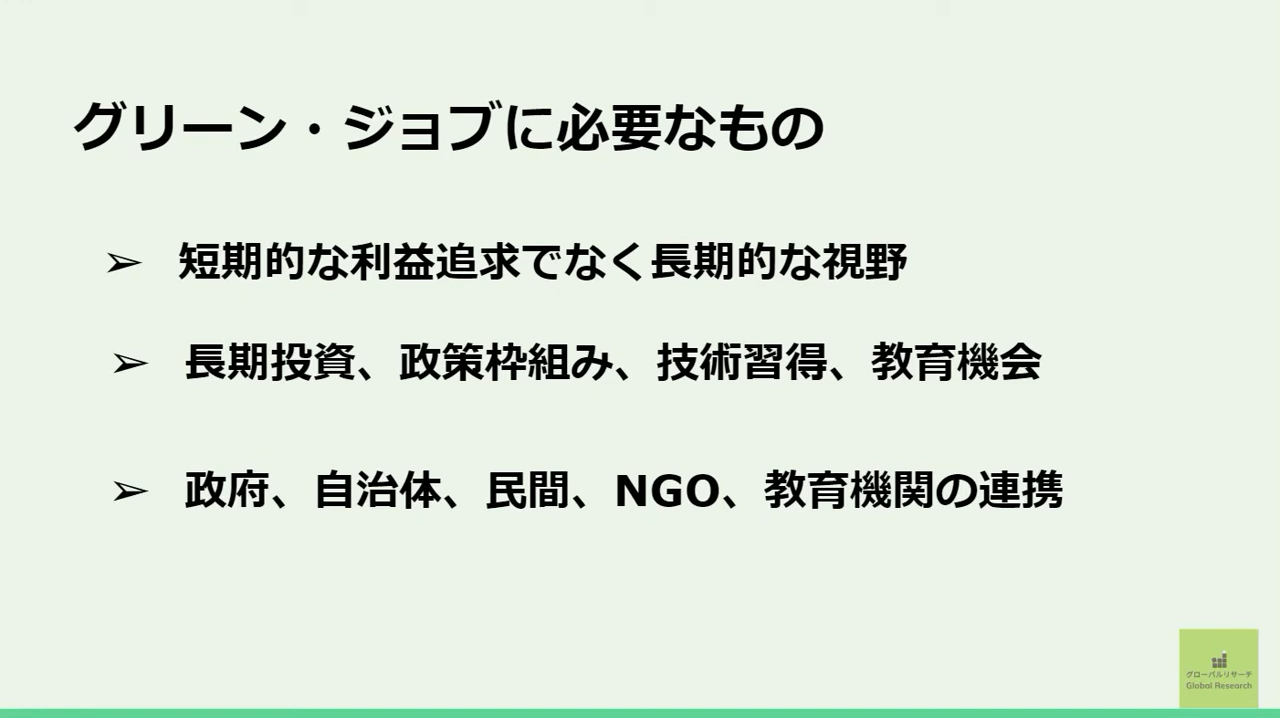 グリーン・ジョブに必要なもの
➢ 短期的な利益追求でなく長期的な視野
➢ 長期投資、政策枠組み、技術習得、教育機会
➢ 政府、自治体、民間、NGO、教育機関の連携
グローバルリサーチ
Global Research